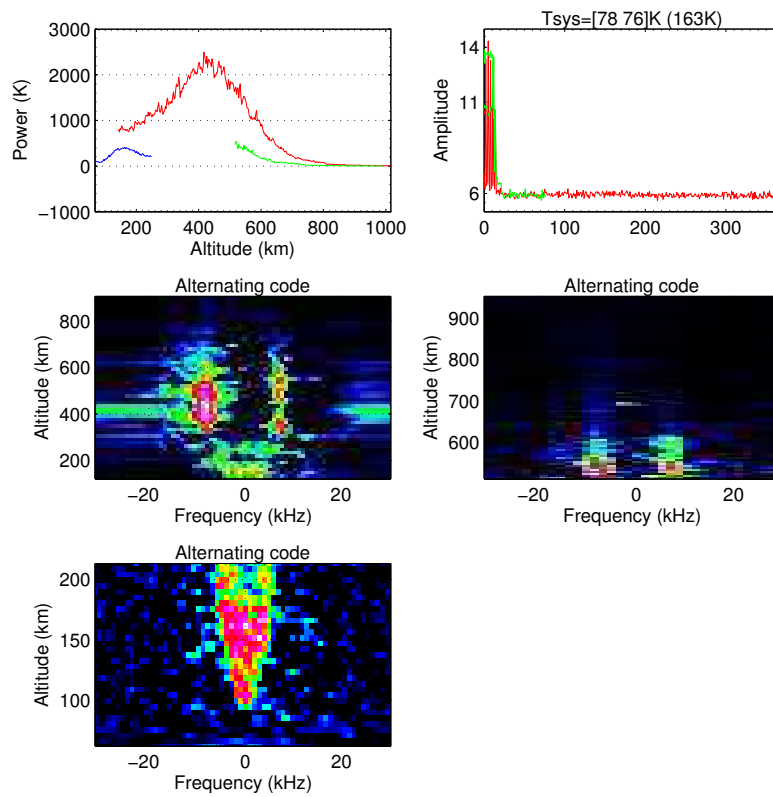 Tsys=[78 76]K (163K)
Power (K)
3000
2000
1000
0
−1000
200 400 600 800 1000
Altitude (km)
Amplitude
14
11
6
0 100 200 300
Alternating code
Altitude (km)
800
600
400
200
−20 0 20
Frequency (kHz)
Alternating code
Altitude (km)
900
800
700
600
−20 0 20
Frequency (kHz)
Alternating code
Altitude (km)
200
150
100
−20 0 20
Frequency (kHz)